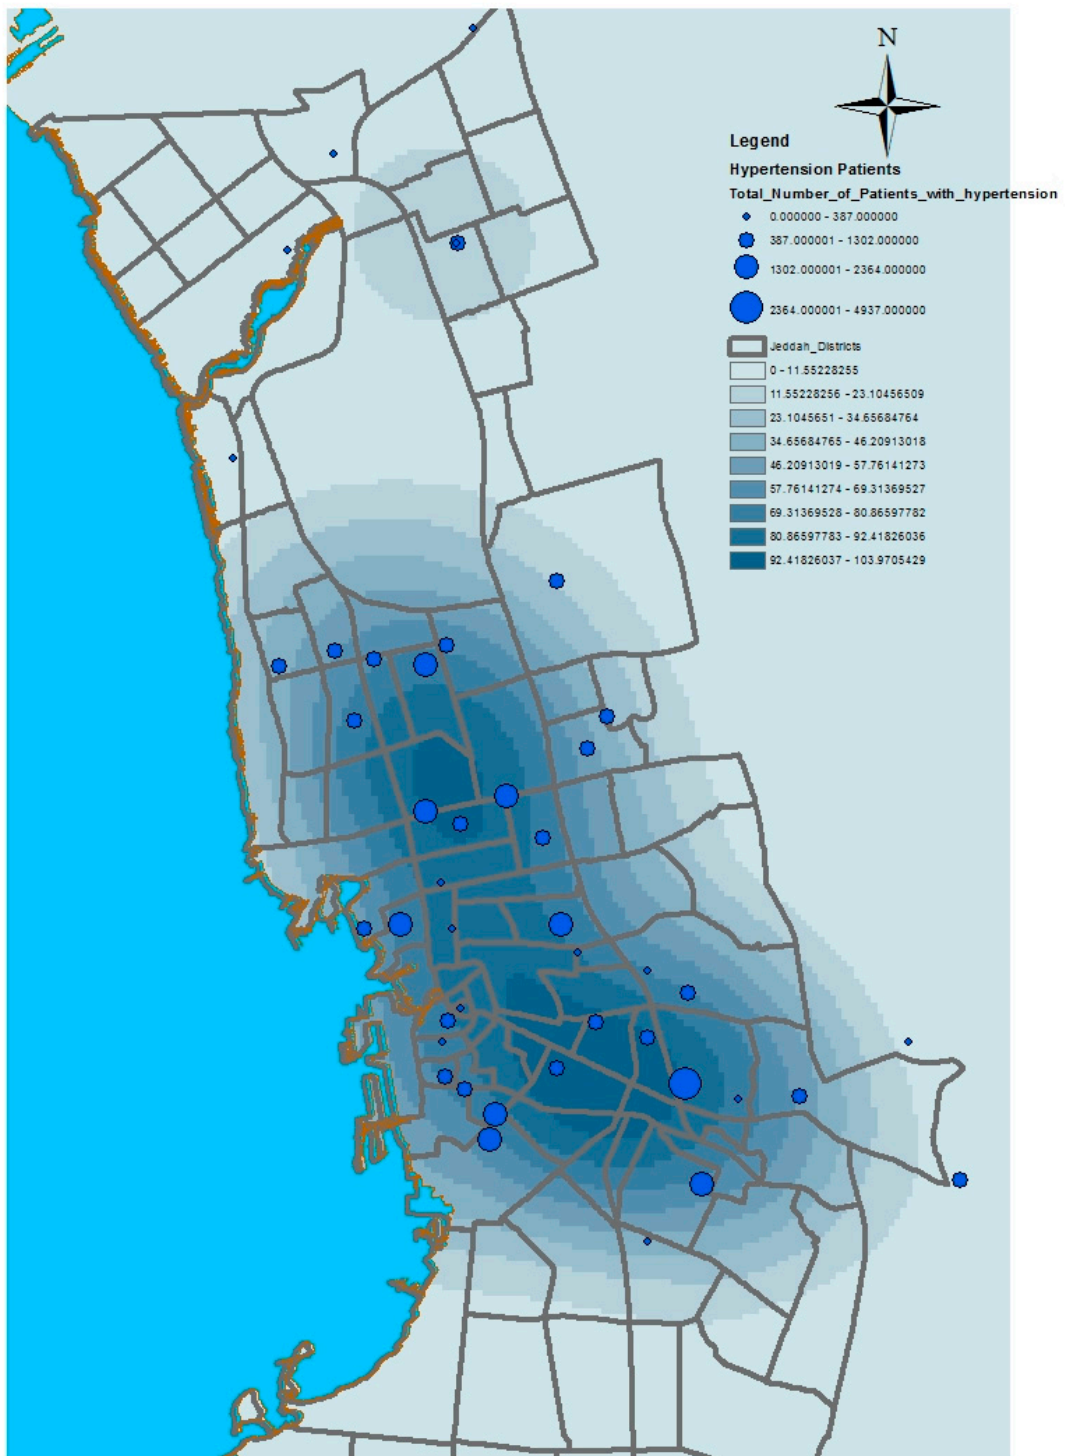 N
Legend
Hypertension Patients
Total_Number_of_Patients_with_hypertension
0.000000 - 387.000000
387.000001 - 1302.000000
1302.000001 - 2364.000000
2364.000001 - 4937.000000
Jeddah_Districts
0 - 11.55228255
11.55228256 - 23.10456509
23.1045651 - 34.65684764
34.65684765 - 46.20913018
46.20913019 - 57.76141273
57.76141274 - 69.31369527
69.31369528 - 80.86597782
80.86597783 - 92.41826036
92.41826037 - 103.9705429